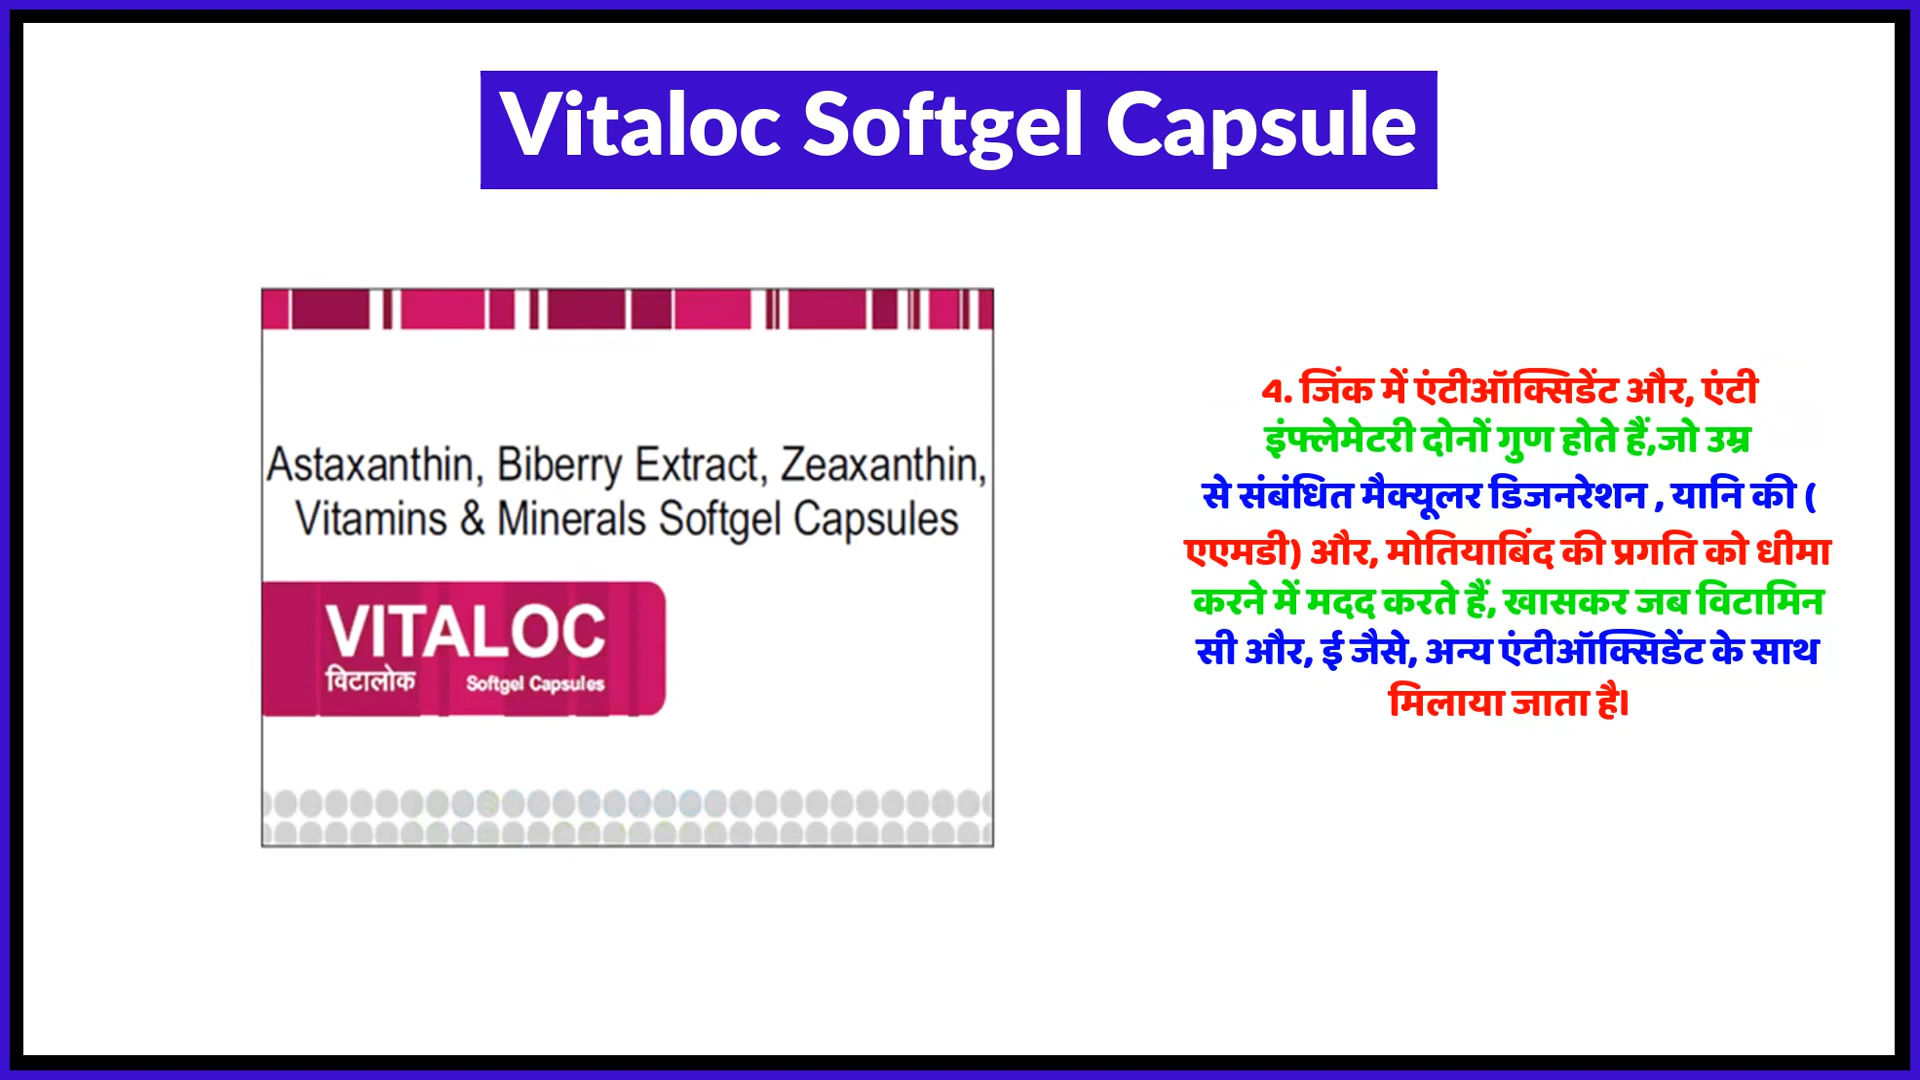 Vitaloc Softgel Capsule
Astaxanthin, Biberry Extract, Zeaxanthin,
Vitamins & Minerals Softgel Capsules
VITALOC
विटालोक Softgel Capsules
4. जिंक में एंटीऑक्सिडेंट और, एंटी
इंफ्लेमेटरी दोनों गुण होते हैं,जो उम्र
से संबंधित मैक्यूलर डिजनरेशन , यानि की (
एएमडी) और, मोतियाबिंद की प्रगति को धीमा
करने में मदद करते हैं, खासकर जब विटामिन
सी और, ई जैसे, अन्य एंटीऑक्सिडेंट के साथ
मिलाया जाता है।